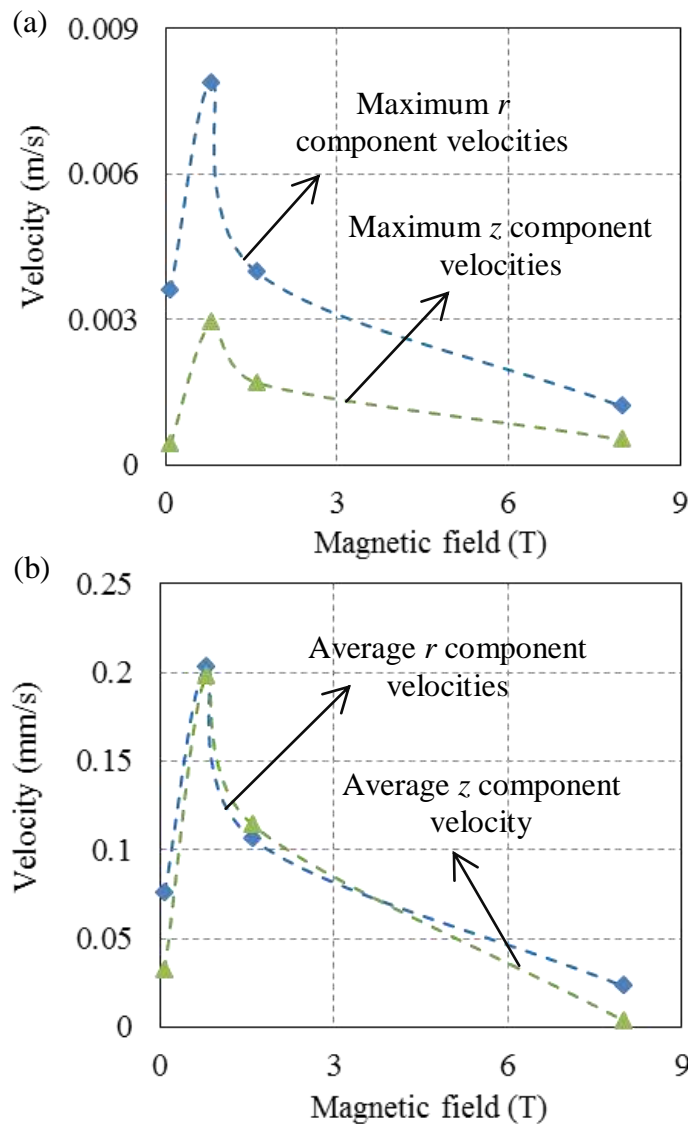 (a)
0.009
0.006
0.003
0
Velocity (m/s)
Maximum r
component velocities
Maximum z component
velocities
0
3
6
9
Magnetic field (T)
(b)
0.25
0.2
0.15
0.1
0.05
0
Velocity (mm/s)
Average r component
velocities
Average z component
velocity
0
3
6
9
Magnetic field (T)